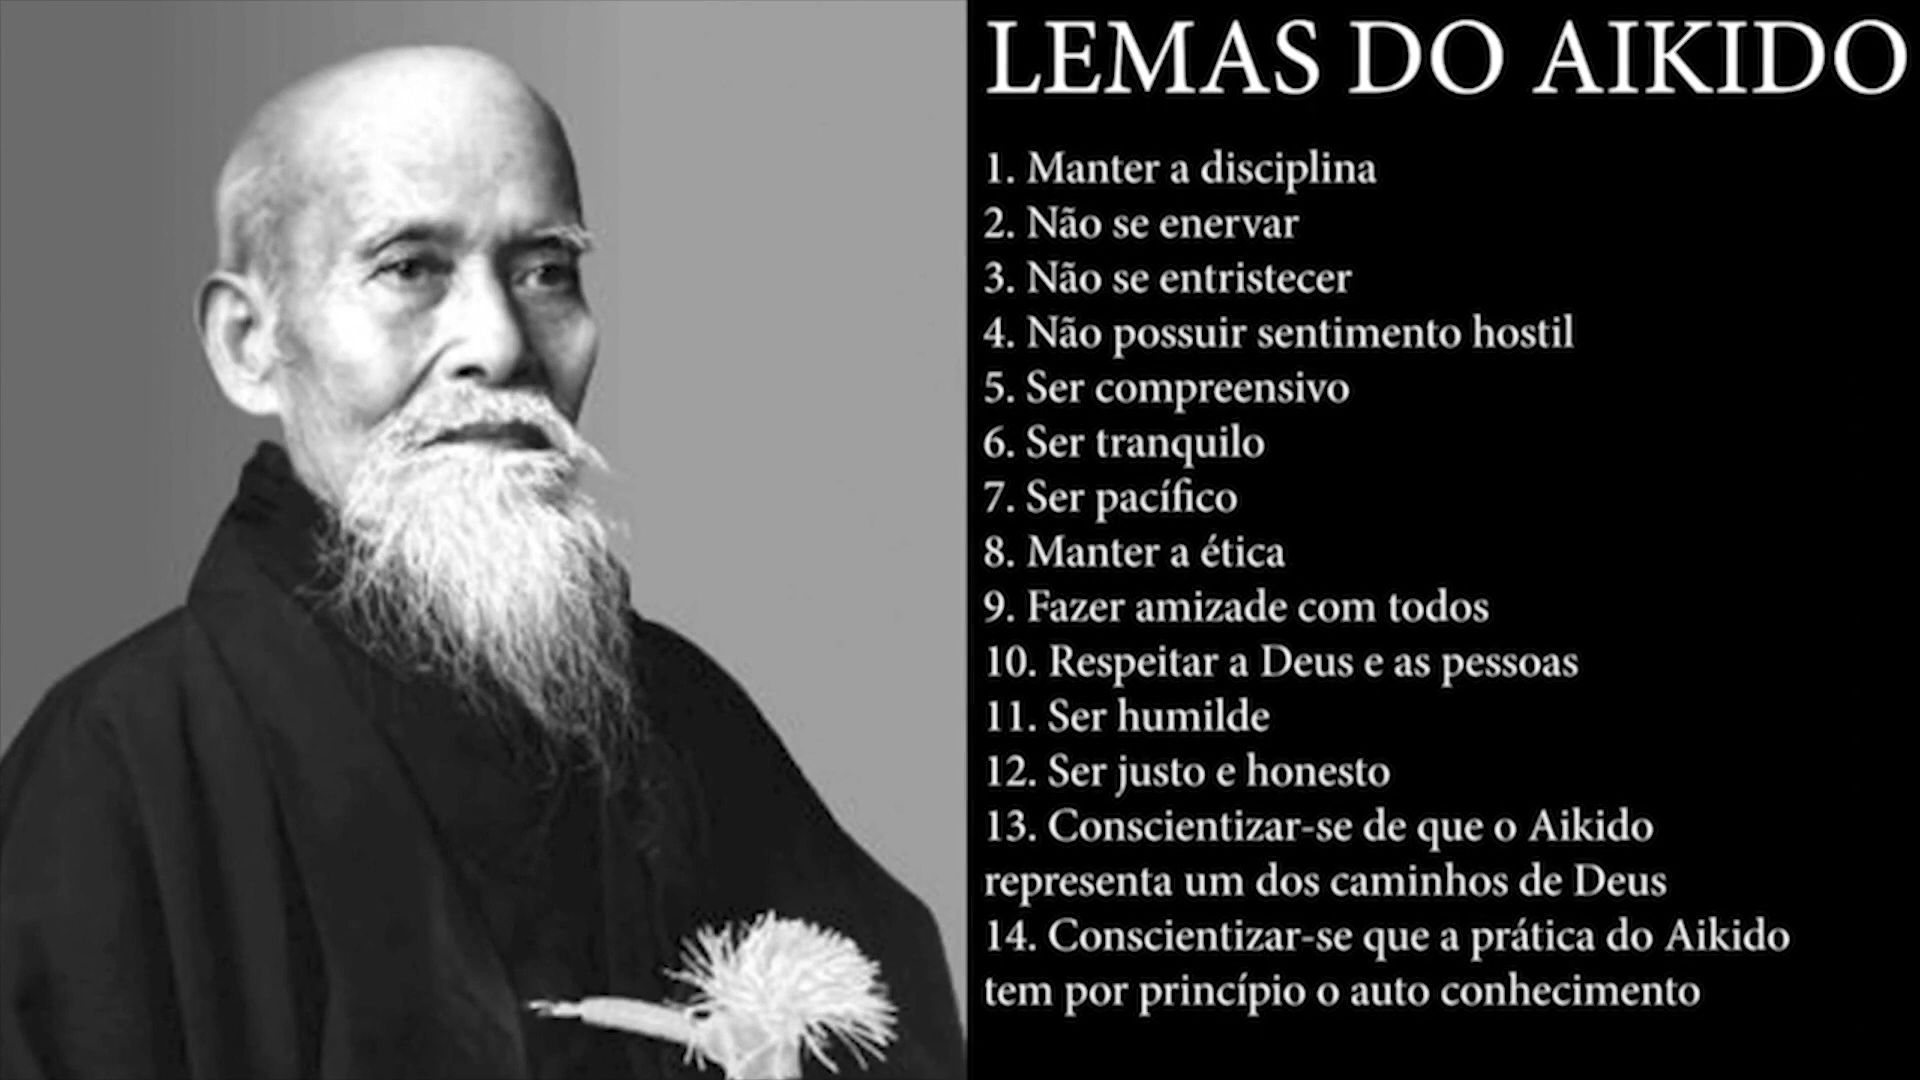 LEMAS DO AIKIDO
1. Manter a disciplina
2. Não se enervar
3. Não se entristecer
4. Não possuir sentimento hostil
5. Ser compreensivo
6. Ser tranquilo
7. Ser pacífico
8. Manter a ética
9. Fazer amizade com todos
10. Respeitar a Deus e as pessoas
11. Ser humilde
12. Ser justo e honesto
13. Conscientizar-se de que o Aikido
representa um dos caminhos de Deus
14. Conscientizar-se que a prática do Aikido
tem por princípio o auto conhecimento